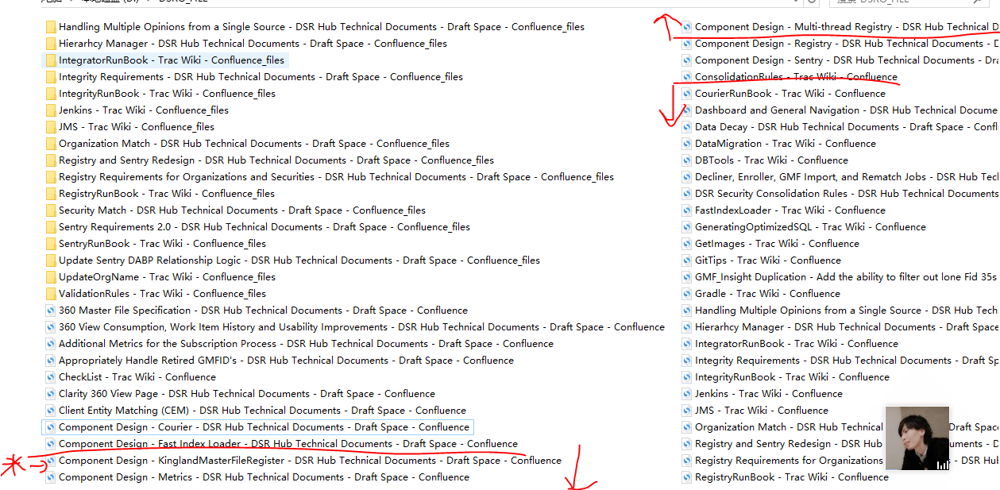 Handling Multiple Opinions from a Single Source - DSR Hub Technical Documents - Draft Space - Confluence_files
Hierarhcy Manager - DSR Hub Technical Documents - Draft Space - Confluence_files
IntegratorRunBook - Trac Wiki - Confluence_files
Integrity Requirements - DSR Hub Technical Documents - Draft Space - Confluence_files
IntegrityRunBook - Trac Wiki - Confluence_files
Jenkins - Trac Wiki - Confluence_files
JMS - Trac Wiki - Confluence_files
Organization Match - DSR Hub Technical Documents - Draft Space - Confluence_files
Registry and Sentry Redesign - DSR Hub Technical Documents - Draft Space - Confluence_files
Registry Requirements for Organizations and Securities - DSR Hub Technical Documents - Draft Space - Confluence_files
RegistryRunBook - Trac Wiki - Confluence_files
Security Match - DSR Hub Technical Documents - Draft Space - Confluence_files
Sentry Requirements 2.0 - DSR Hub Technical Documents - Draft Space - Confluence_files
SentryRunBook - Trac Wiki - Confluence_files
Update Sentry DABP Relationship Logic - DSR Hub Technical Documents - Draft Space - Confluence_files
UpdateOrgName - Trac Wiki - Confluence_files
ValidationRules - Trac Wiki - Confluence_files
360 Master File Specification - DSR Hub Technical Documents - Draft Space - Confluence
360 View Consumption, Work Item History and Usability Improvements - DSR Hub Technical Documents - Draft Space - Confluence
Additional Metrics for the Subscription Process - DSR Hub Technical Documents - Draft Space - Confluence
Appropriately Handle Retired GMFID's - DSR Hub Technical Documents - Draft Space - Confluence
CheckList - Trac Wiki - Confluence
Clarity 360 View Page - DSR Hub Technical Documents - Draft Space - Confluence
Client Entity Matching (CEM) - DSR Hub Technical Documents - Draft Space - Confluence
Component Design - Courier - DSR Hub Technical Documents - Draft Space - Confluence
Component Design - Fast Index Loader - DSR Hub Technical Documents - Draft Space - Confluence
Component Design - KinglandMasterFileRegister - DSR Hub Technical Documents - Draft Space - Confluence
Component Design - Metrics - DSR Hub Technical Documents - Draft Space - Confluence
Component Design - Multi-thread Registry - DSR Hub Technical D
Component Design - Registry - DSR Hub Technical Documents - D
Component Design - Sentry - DSR Hub Technical Documents - Dra
ConsolidationRules - Trac Wiki - Confluence
CourierRunBook - Trac Wiki - Confluence
Dashboard and General Navigation - DSR Hub Technical Docume
Data Decay - DSR Hub Technical Documents - Draft Space - Confl
DataMigration - Trac Wiki - Confluence
DBTools - Trac Wiki - Confluence
Decliner, Enroller, GMF Import, and Rematch Jobs - DSR Hub Tech
DSR Security Consolidation Rules - DSR Hub Technical Documents
FastIndexLoader - Trac Wiki - Confluence
GeneratingOptimizedSQL - Trac Wiki - Confluence
GetImages - Trac Wiki - Confluence
GitTips - Trac Wiki - Confluence
GMF_Insight Duplication - Add the ability to filter out lone Fid 35s
Gradle - Trac Wiki - Confluence
Handling Multiple Opinions from a Single Source - DSR Hub Tech
Hierarhcy Manager - DSR Hub Technical Documents - Draft Space
IntegratorRunBook - Trac Wiki - Confluence
Integrity Requirements - DSR Hub Technical Documents - Draft Sp
IntegrityRunBook - Trac Wiki - Confluence
Jenkins - Trac Wiki - Confluence
JMS - Trac Wiki - Confluence
Organization Match - DSR Hub Technical Draft Space
Registry and Sentry Redesign - DSR Hub uments - D
Registry Requirements for Organizations - DSR Hub
RegistryRunBook - Trac Wiki - Confluence